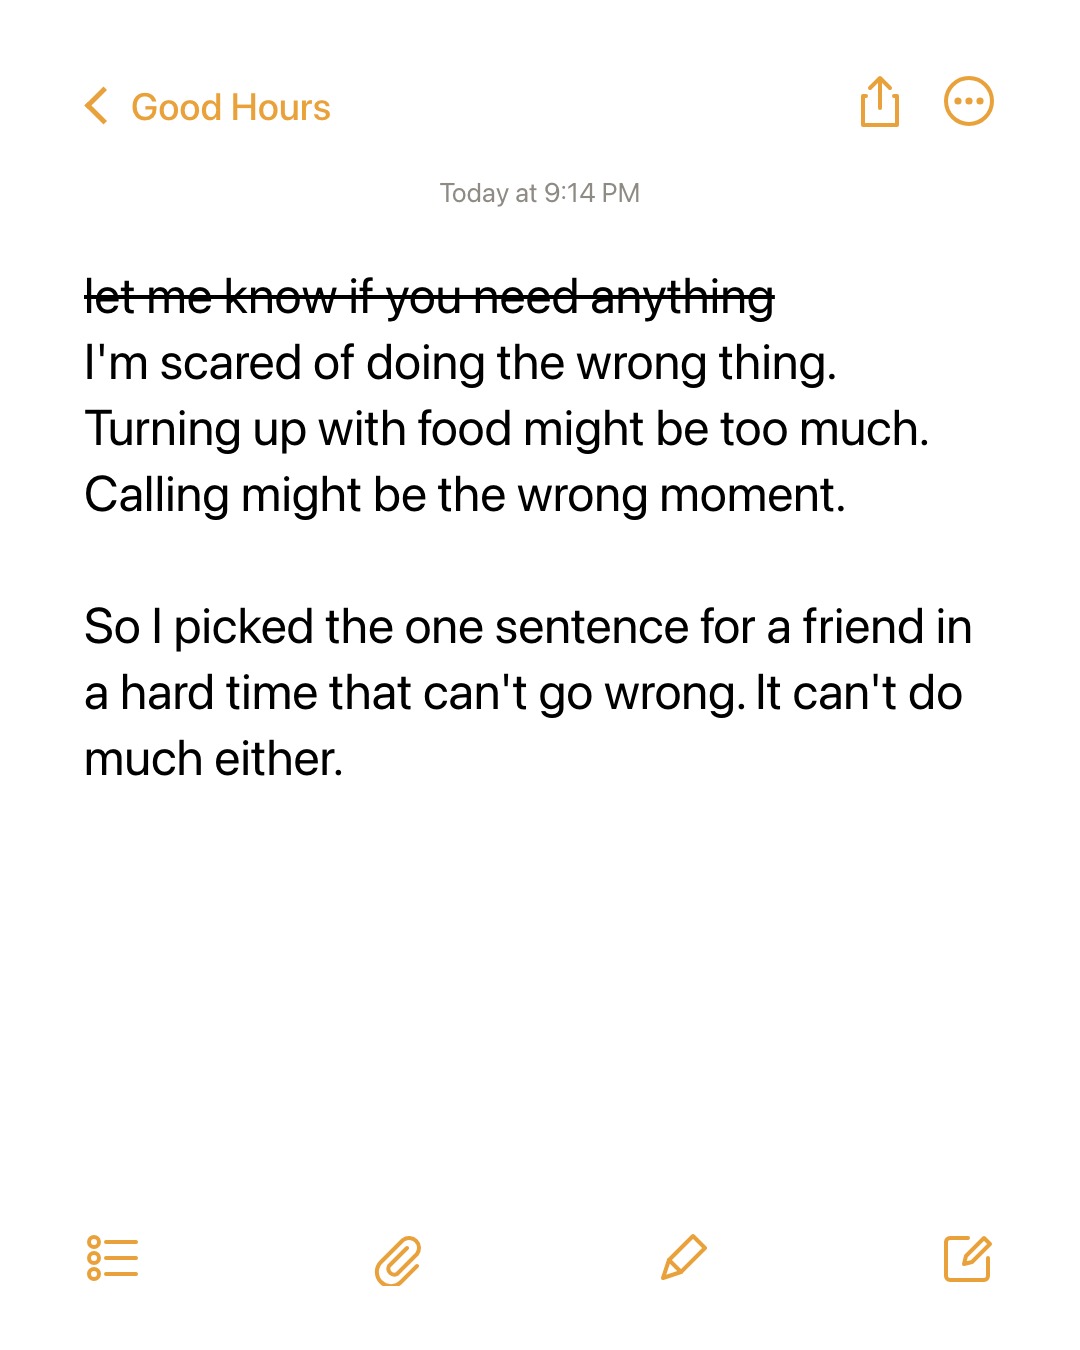 Good Hours
Today at 9:14 PM
let me know if you need anything
I'm scared of doing the wrong thing.
Turning up with food might be too much.
Calling might be the wrong moment.
So I picked the one sentence for a friend in
a hard time that can't go wrong. It can't do
much either.